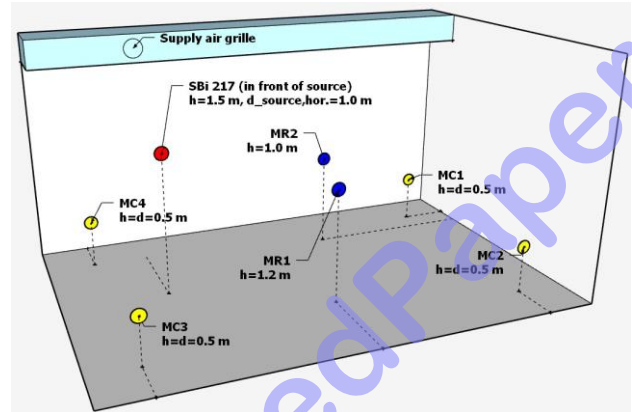 Supply air grille
SBi 217 (in front of source)
h=1.5 m, d_source,hor.=1.0 m
MR2
h=1.0 m
MC1
h=d=0.5 m
MC4
h=d=0.5 m
MR1
h=1.2 m
MC2
h=d=0.5 m
MC3
h=d=0.5 m
edPaper